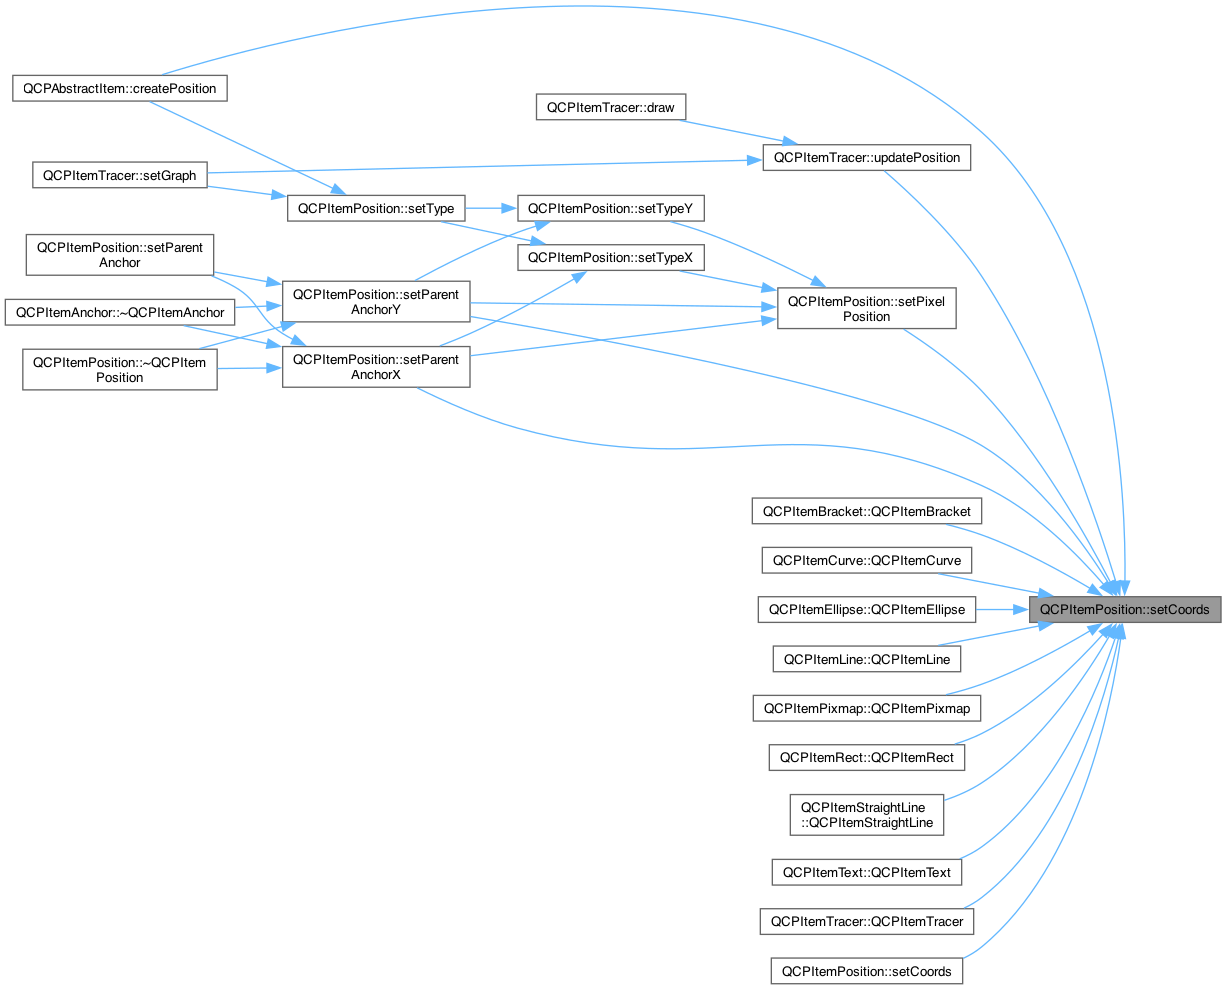 QCPAbstractItem::createPosition
QCPItemTracer::draw
QCPItemTracer::updatePosition
QCPItemTracer::setGraph
QCPItemPosition::setType
QCPItemPosition::setTypeY
QCPItemPosition::setParent
Anchor
QCPItemPosition::setTypeX
QCPItemPosition::setParent
AnchorY
QCPItemPosition::setPixel
Position
QCPItemAnchor::~QCPItemAnchor
QCPItemPosition::~QCPItem
Position
QCPItemPosition::setParent
AnchorX
QCPItemBracket::QCPItemBracket
QCPItemCurve::QCPItemCurve
QCPItemEllipse::QCPItemEllipse
QCPItemPosition::setCoords
QCPItemLine::QCPItemLine
QCPItemPixmap::QCPItemPixmap
QCPItemRect::QCPItemRect
QCPItemStraightLine
::QCPItemStraightLine
QCPItemText::QCPItemText
QCPItemTracer::QCPItemTracer
QCPItemPosition::setCoords